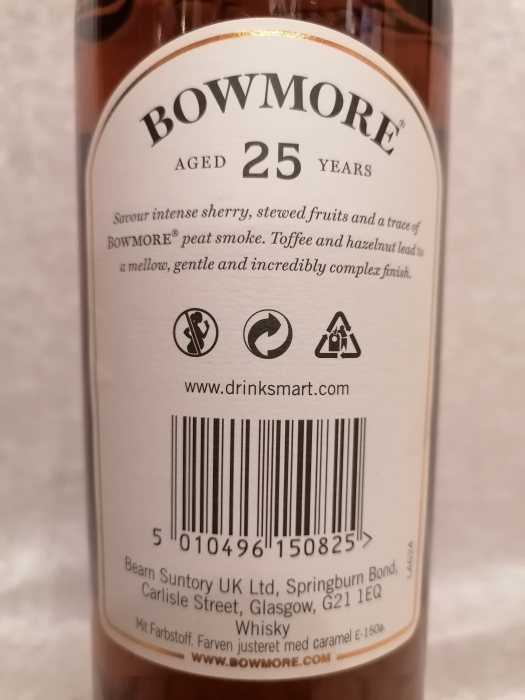 BOWMORE®
AGED 25 YEARS
Savour intense sherry, stewed fruits and a trace of
BOWMORE® peat smoke. Toffee and hazelnut lead to
a mellow, gentle and incredibly complex finish.
www.drinksmart.com
5 010496 150825 >
Beam Suntory UK Ltd, Springburn Bond,
Carlisle Street, Glasgow, G21 1EQ
Whisky
Mit Farbstoff. Farven justeret med caramel E-150a.
WWW.BOWMORE.COM